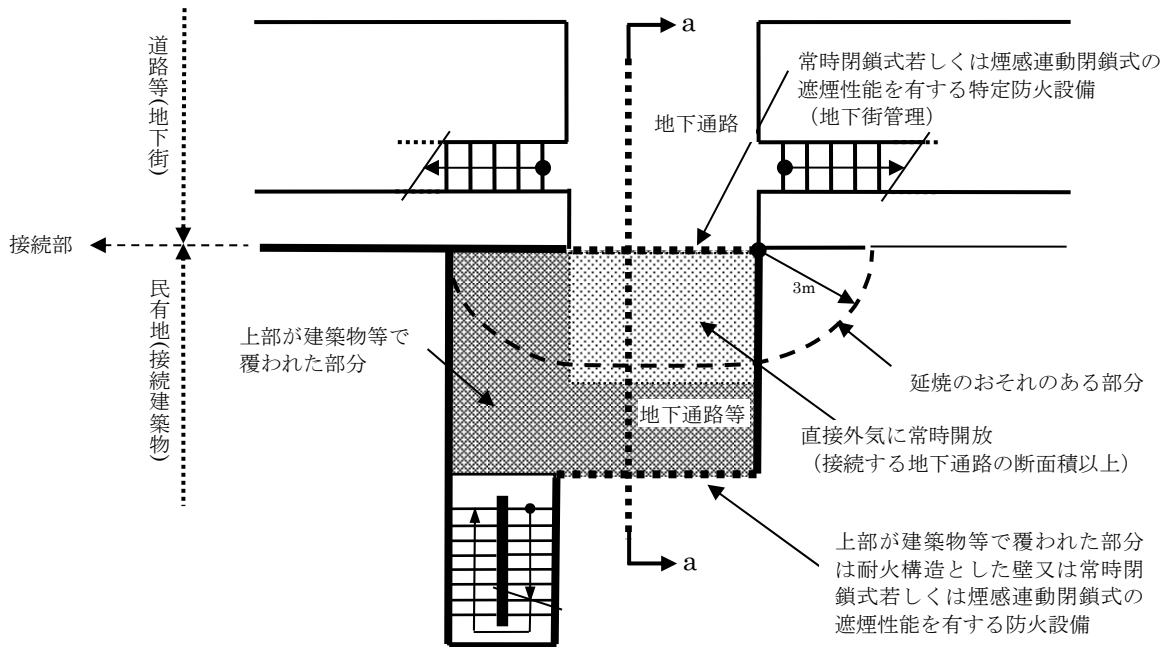 a
道路等(地下街)
常時閉鎖式若しくは煙感連動閉鎖式の
遮煙性能を有する特定防火設備
（地下街管理）
地下通路
接続部
3m
民有地(接続建築物)
上部が建築物等で
覆われた部分
延焼のおそれのある部分
地下通路等
直接外気に常時開放
（接続する地下通路の断面積以上）
上部が建築物等で覆われた部分
は耐火構造とした壁又は常時閉
鎖式若しくは煙感連動閉鎖式の
遮煙性能を有する防火設備
a